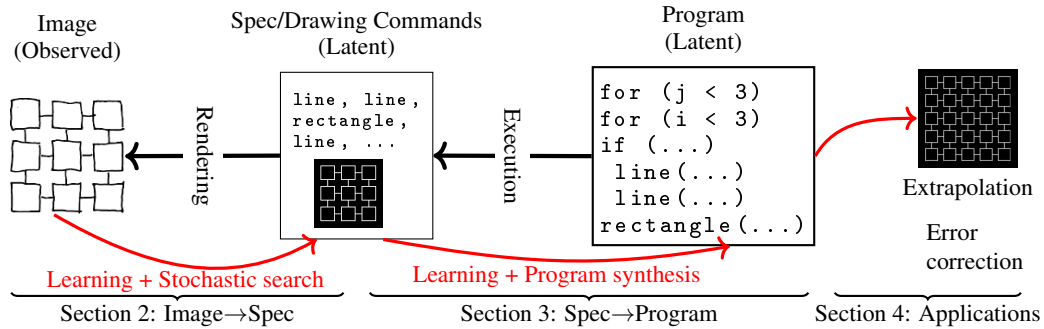 Image
(Observed)
Spec/Drawing Commands
(Latent)
Program
(Latent)
Rendering
line, line,
rectangle,
line, ...
Execution
for (j < 3)
for (i < 3)
if (...)
line(...)
line(...)
rectangle(...)
Extrapolation
Error
correction
Learning + Stochastic search
Learning + Program synthesis
Section 2: Image→Spec
Section 3: Spec→Program
Section 4: Applications